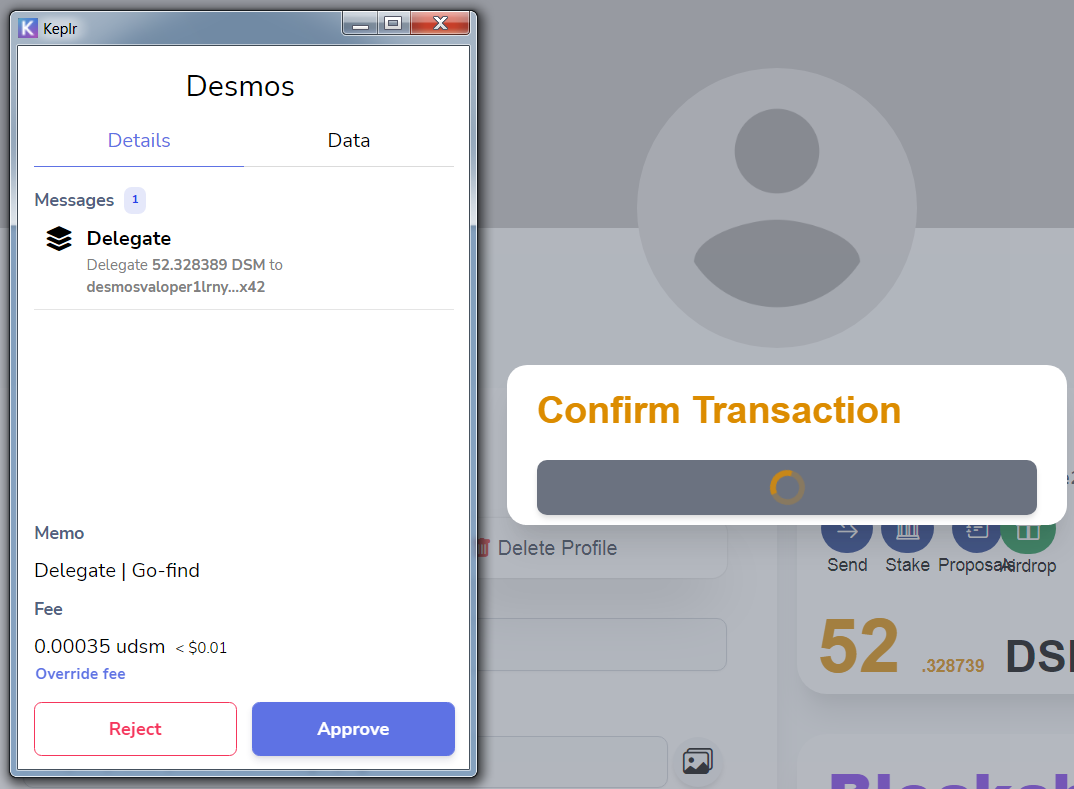 Keplr
Desmos
Details
Data
Messages 1
Delegate
Delegate 52.328389 DSM to
desmosvaloper1lrny...x42
Memo
Delegate | Go-find
Fee
0.00035 udsm < $0.01
Override fee
Reject
Approve
Confirm Transaction
Delete Profile
Send
Stake
Proposals
Airdrop
52 .328739